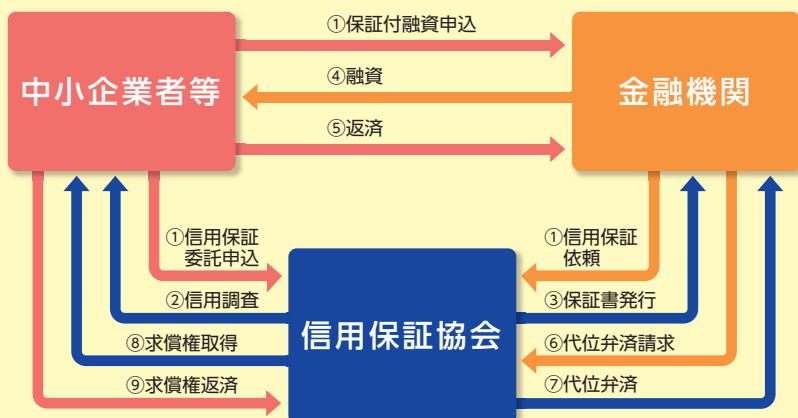 ①保証付融資申込
中小企業者等
④融資
金融機関
⑤返済
①信用保証
委託申込
①信用保証
依頼
②信用調査
信用保証協会
③保証書発行
⑧求償権取得
⑥代位弁済請求
⑨求償権返済
⑦代位弁済